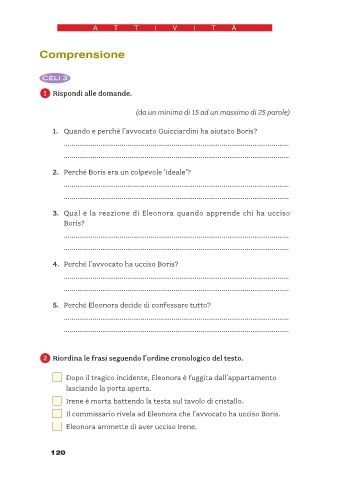 A T T I V I T À
Comprensione
CELI 3
1 Rispondi alle domande.
(da un minimo di 15 ad un massimo di 25 parole)
1. Quando e perché l'avvocato Guicciardini ha aiutato Boris?
2. Perché Boris era un colpevole 'ideale'?
3. Qual è la reazione di Eleonora quando apprende chi ha ucciso
Boris?
4. Perché l'avvocato ha ucciso Boris?
5. Perché Eleonora decide di confessare tutto?
2 Riordina le frasi seguendo l'ordine cronologico del testo.
Dopo il tragico incidente, Eleonora è fuggita dall'appartamento
lasciando la porta aperta.
Irene è morta battendo la testa sul tavolo di cristallo.
Il commissario rivela ad Eleonora che l'avvocato ha ucciso Boris.
Eleonora ammette di aver ucciso Irene.
120